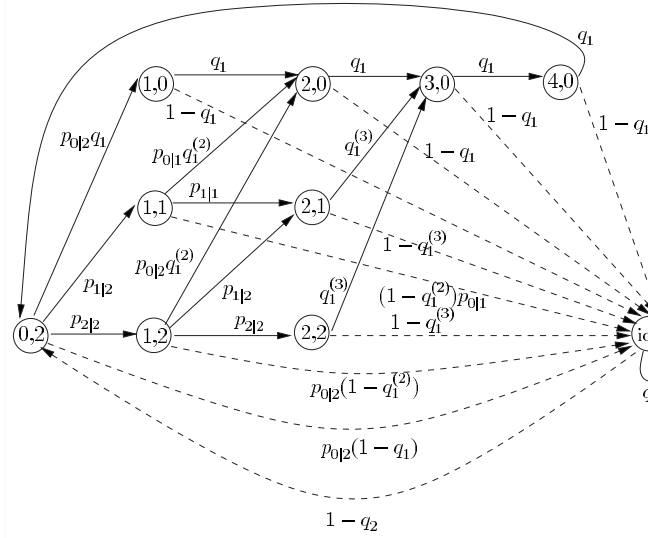 q₁
q₁ q₁ q₁
1,0 2,0 3,0 4,0
p₀|₂q₁ 1 − q₁ p₀|₁q₁⁽²⁾ q₁⁽³⁾ 1 − q₁ 1 − q₁ 1 − q₁
p₁|₁
1,1 2,1
p₁|₂ p₀|₂q₁⁽²⁾ 1 − q₁⁽³⁾
p₁|₂ q₁⁽³⁾ (1 − q₁⁽²⁾)p₀|₁
p₂|₂ p₂|₂ 1 − q₁⁽³⁾
0,2 1,2 2,2
p₀|₂(1 − q₁⁽²⁾)
p₀|₂(1 − q₁)
1 − q₂